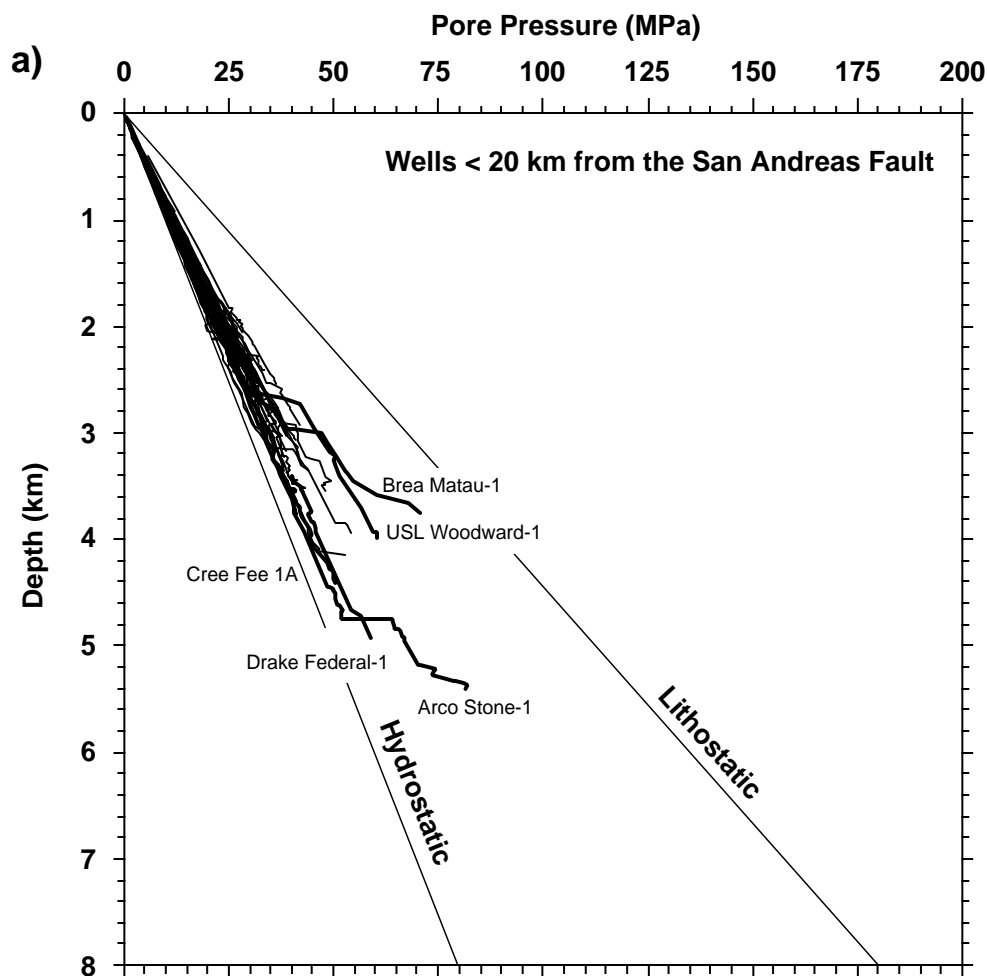 Pore Pressure (MPa)
a)
0 25 50 75 100 125 150 175 200
Wells < 20 km from the San Andreas Fault
0
1
2
3
4
5
6
7
8
Depth (km)
Brea Matau-1
USL Woodward-1
Cree Fee 1A
Drake Federal-1
Arco Stone-1
Hydrostatic
Lithostatic